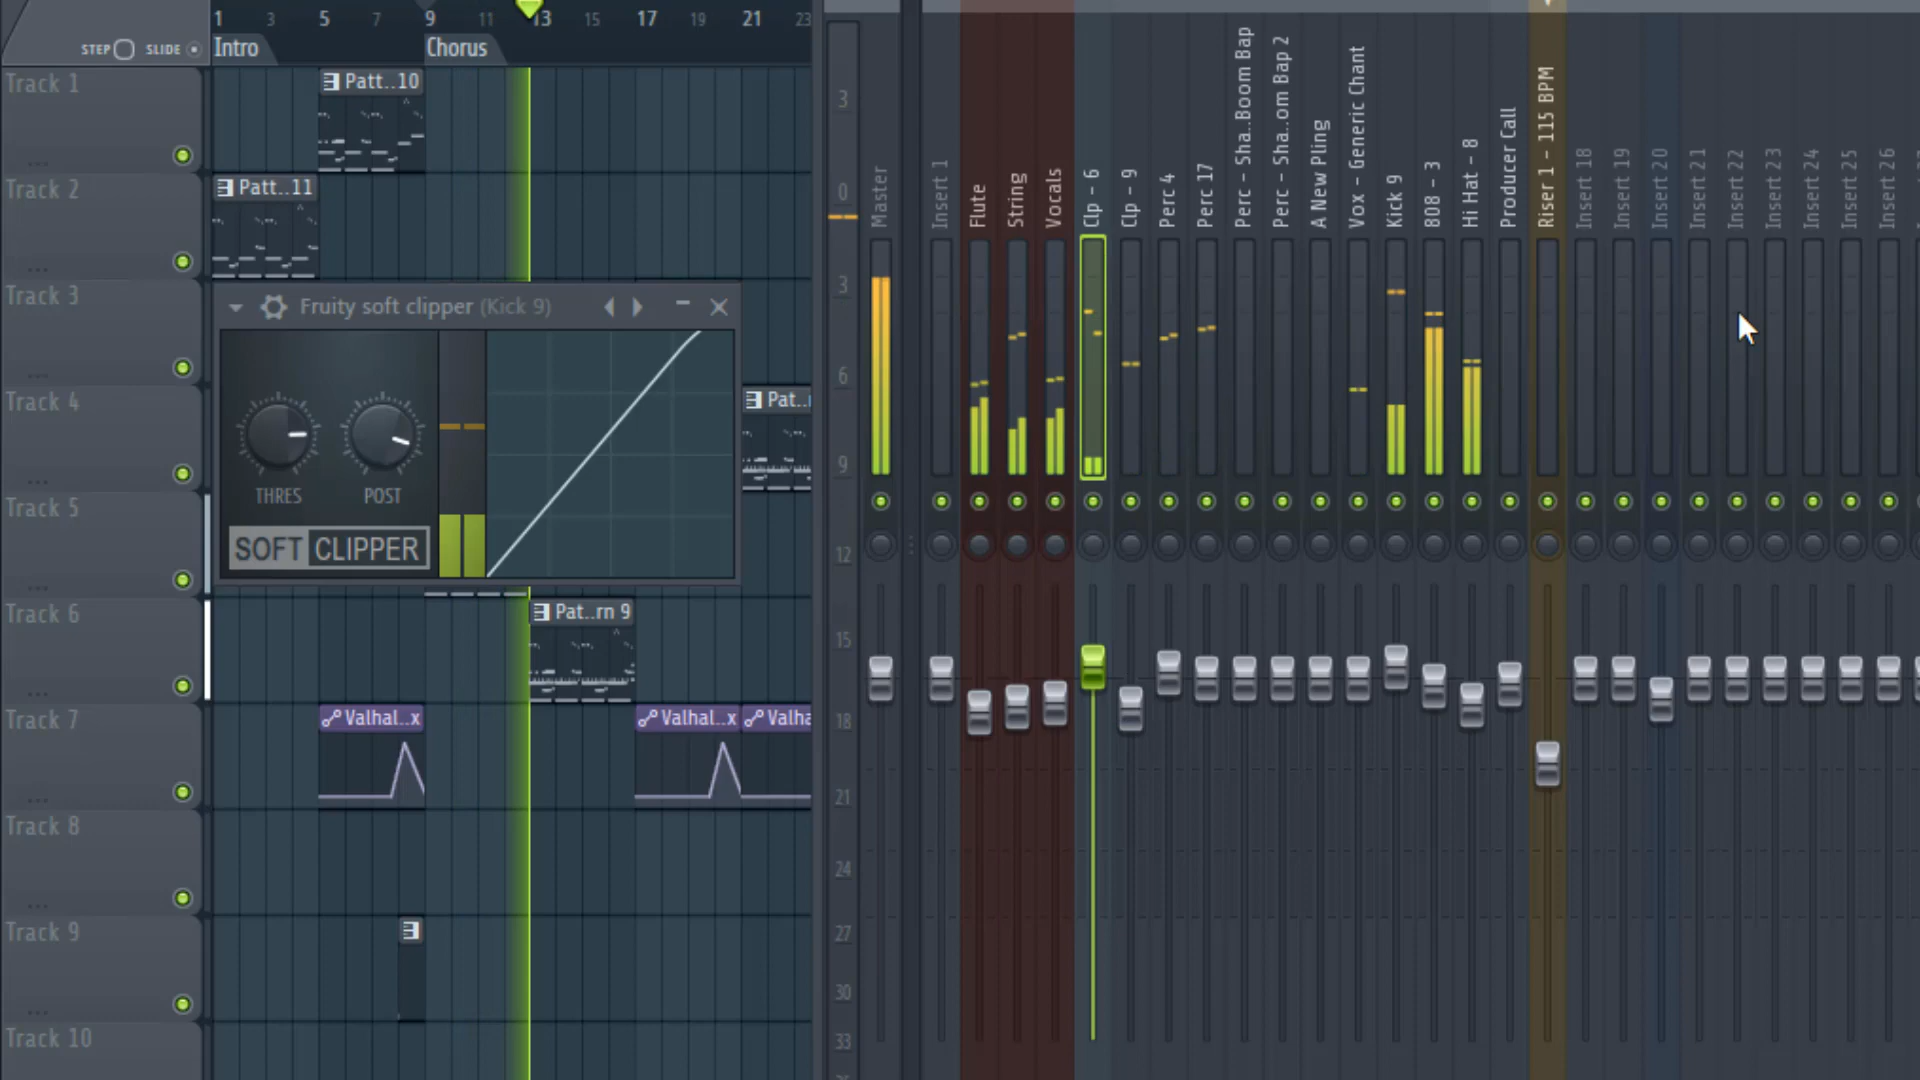 1 3 5 7 9 11 13 15 17 19 21 23
STEP SLIDE Intro Chorus
Track 1
Patt..10
Track 2
Patt..11
Track 3
Fruity soft clipper (Kick 9)
THRES POST
SOFT CLIPPER
Track 4
Track 5
Track 6
Pat..rn 9
Track 7
Valhal..x Valhal..x Valha
Track 8
Track 9
Track 10
3
0
3
6
9
12
15
18
21
24
27
30
33
Master
Insert 1
Flute
String
Vocals
Clp - 6
Clp - 9
Perc 4
Perc 17
Perc - Sha..Boom Bap
Perc - Sha..om Bap 2
A New Pling
Vox - Generic Chant
Kick 9
808 - 3
Hi Hat - 8
Producer Call
Riser 1 - 115 BPM
Insert 18
Insert 19
Insert 20
Insert 21
Insert 22
Insert 23
Insert 24
Insert 25
Insert 26